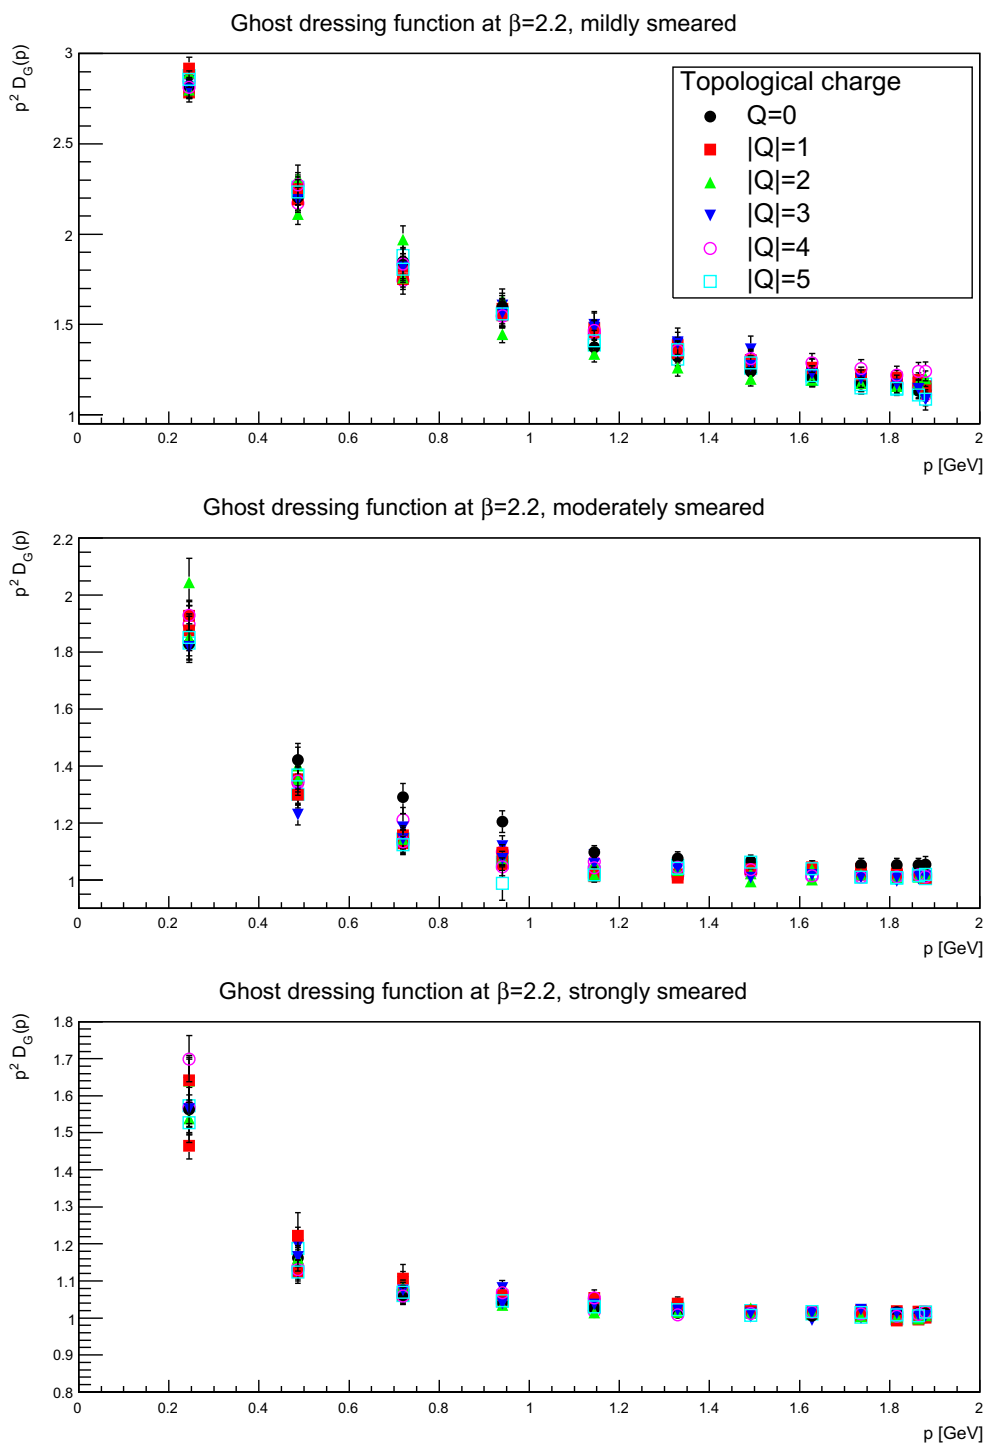 Ghost dressing function at β=2.2, mildly smeared
p² D_G(p)
3
2.5
2
1.5
1
Topological charge
Q=0
|Q|=1
|Q|=2
|Q|=3
|Q|=4
|Q|=5
0 0.2 0.4 0.6 0.8 1 1.2 1.4 1.6 1.8 2
p [GeV]
Ghost dressing function at β=2.2, moderately smeared
p² D_G(p)
2.2
2
1.8
1.6
1.4
1.2
1
0 0.2 0.4 0.6 0.8 1 1.2 1.4 1.6 1.8 2
p [GeV]
Ghost dressing function at β=2.2, strongly smeared
p² D_G(p)
1.8
1.7
1.6
1.5
1.4
1.3
1.2
1.1
1
0.9
0.8
0 0.2 0.4 0.6 0.8 1 1.2 1.4 1.6 1.8 2
p [GeV]